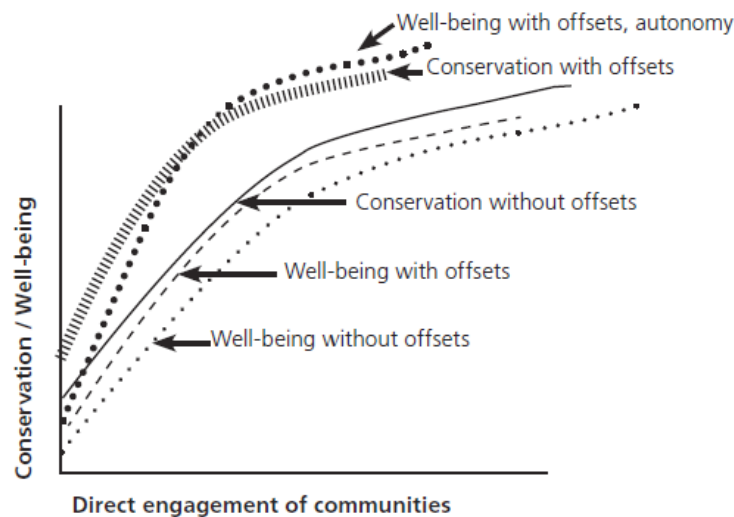 Well-being with offsets, autonomy
Conservation with offsets
Conservation without offsets
Well-being with offsets
Well-being without offsets
Conservation / Well-being
Direct engagement of communities